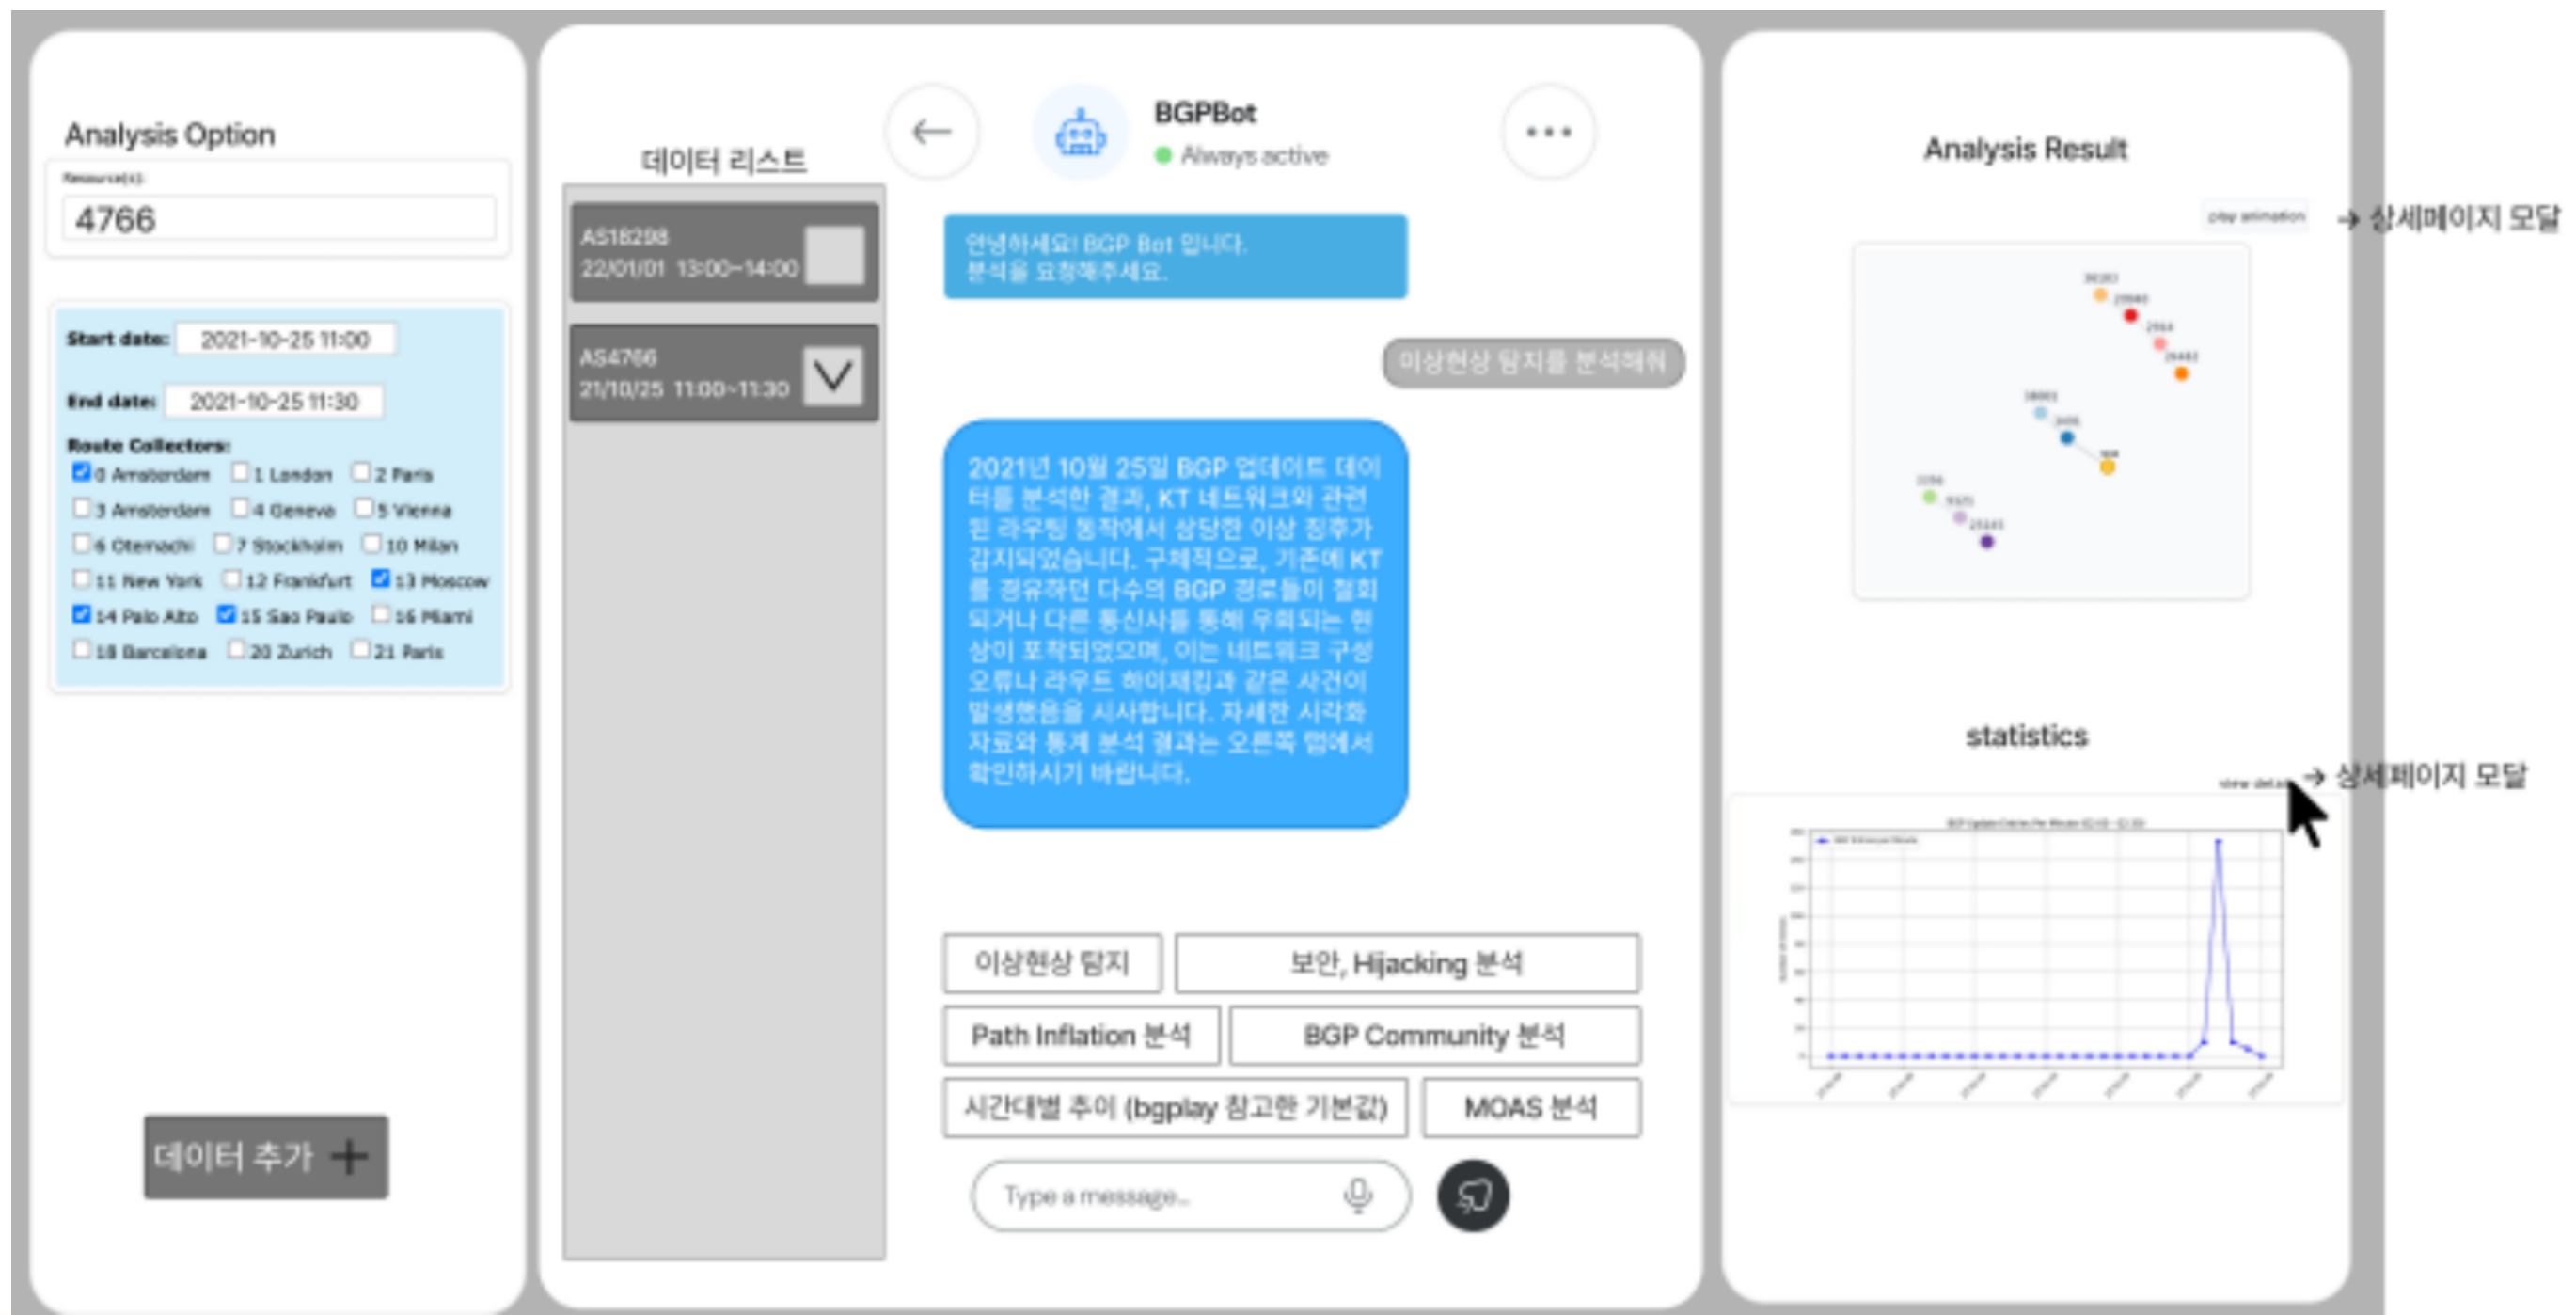 Analysis Option
Resource(s):
4766
Start date: 2021-10-25 11:00
End date: 2021-10-25 11:30
Route Collectors:
0 Amsterdam 1 London 2 Paris
3 Amsterdam 4 Geneva 5 Vienna
6 Otemachi 7 Stockholm 10 Milan
11 New York 12 Frankfurt 13 Moscow
14 Palo Alto 15 Sao Paulo 16 Miami
18 Barcelona 20 Zurich 21 Paris
데이터 추가 +
데이터 리스트
AS18298
22/01/01 13:00~14:00
AS4766
21/10/25 11:00~11:30
BGPBot
Always active
안녕하세요! BGP Bot 입니다.
분석을 요청해주세요.
이상현상 탐지를 분석해줘
2021년 10월 25일 BGP 업데이트 데이
터를 분석한 결과, KT 네트워크와 관련
된 라우팅 동작에서 상당한 이상 징후가
감지되었습니다. 구체적으로, 기존에 KT
를 경유하던 다수의 BGP 경로들이 철회
되거나 다른 통신사를 통해 우회되는 현
상이 포착되었으며, 이는 네트워크 구성
오류나 라우트 하이재킹과 같은 사건이
발생했음을 시사합니다. 자세한 시각화
자료와 통계 분석 결과는 오른쪽 탭에서
확인하시기 바랍니다.
이상현상 탐지
보안, Hijacking 분석
Path Inflation 분석
BGP Community 분석
시간대별 추이 (bgplay 참고한 기본값)
MOAS 분석
Type a message...
Analysis Result
play animation
→ 상세페이지 모달
statistics
view detail
→ 상세페이지 모달